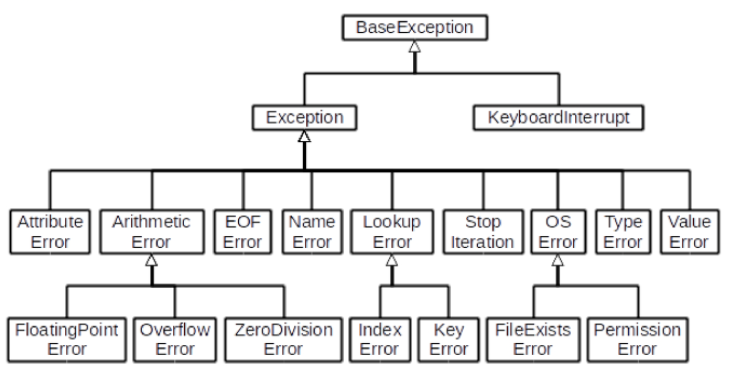 BaseException
Exception
KeyboardInterrupt
Attribute
Error
Arithmetic
Error
EOF
Error
Name
Error
Lookup
Error
Stop
Iteration
OS
Error
Type
Error
Value
Error
FloatingPoint
Error
Overflow
Error
ZeroDivision
Error
Index
Error
Key
Error
FileExists
Error
Permission
Error